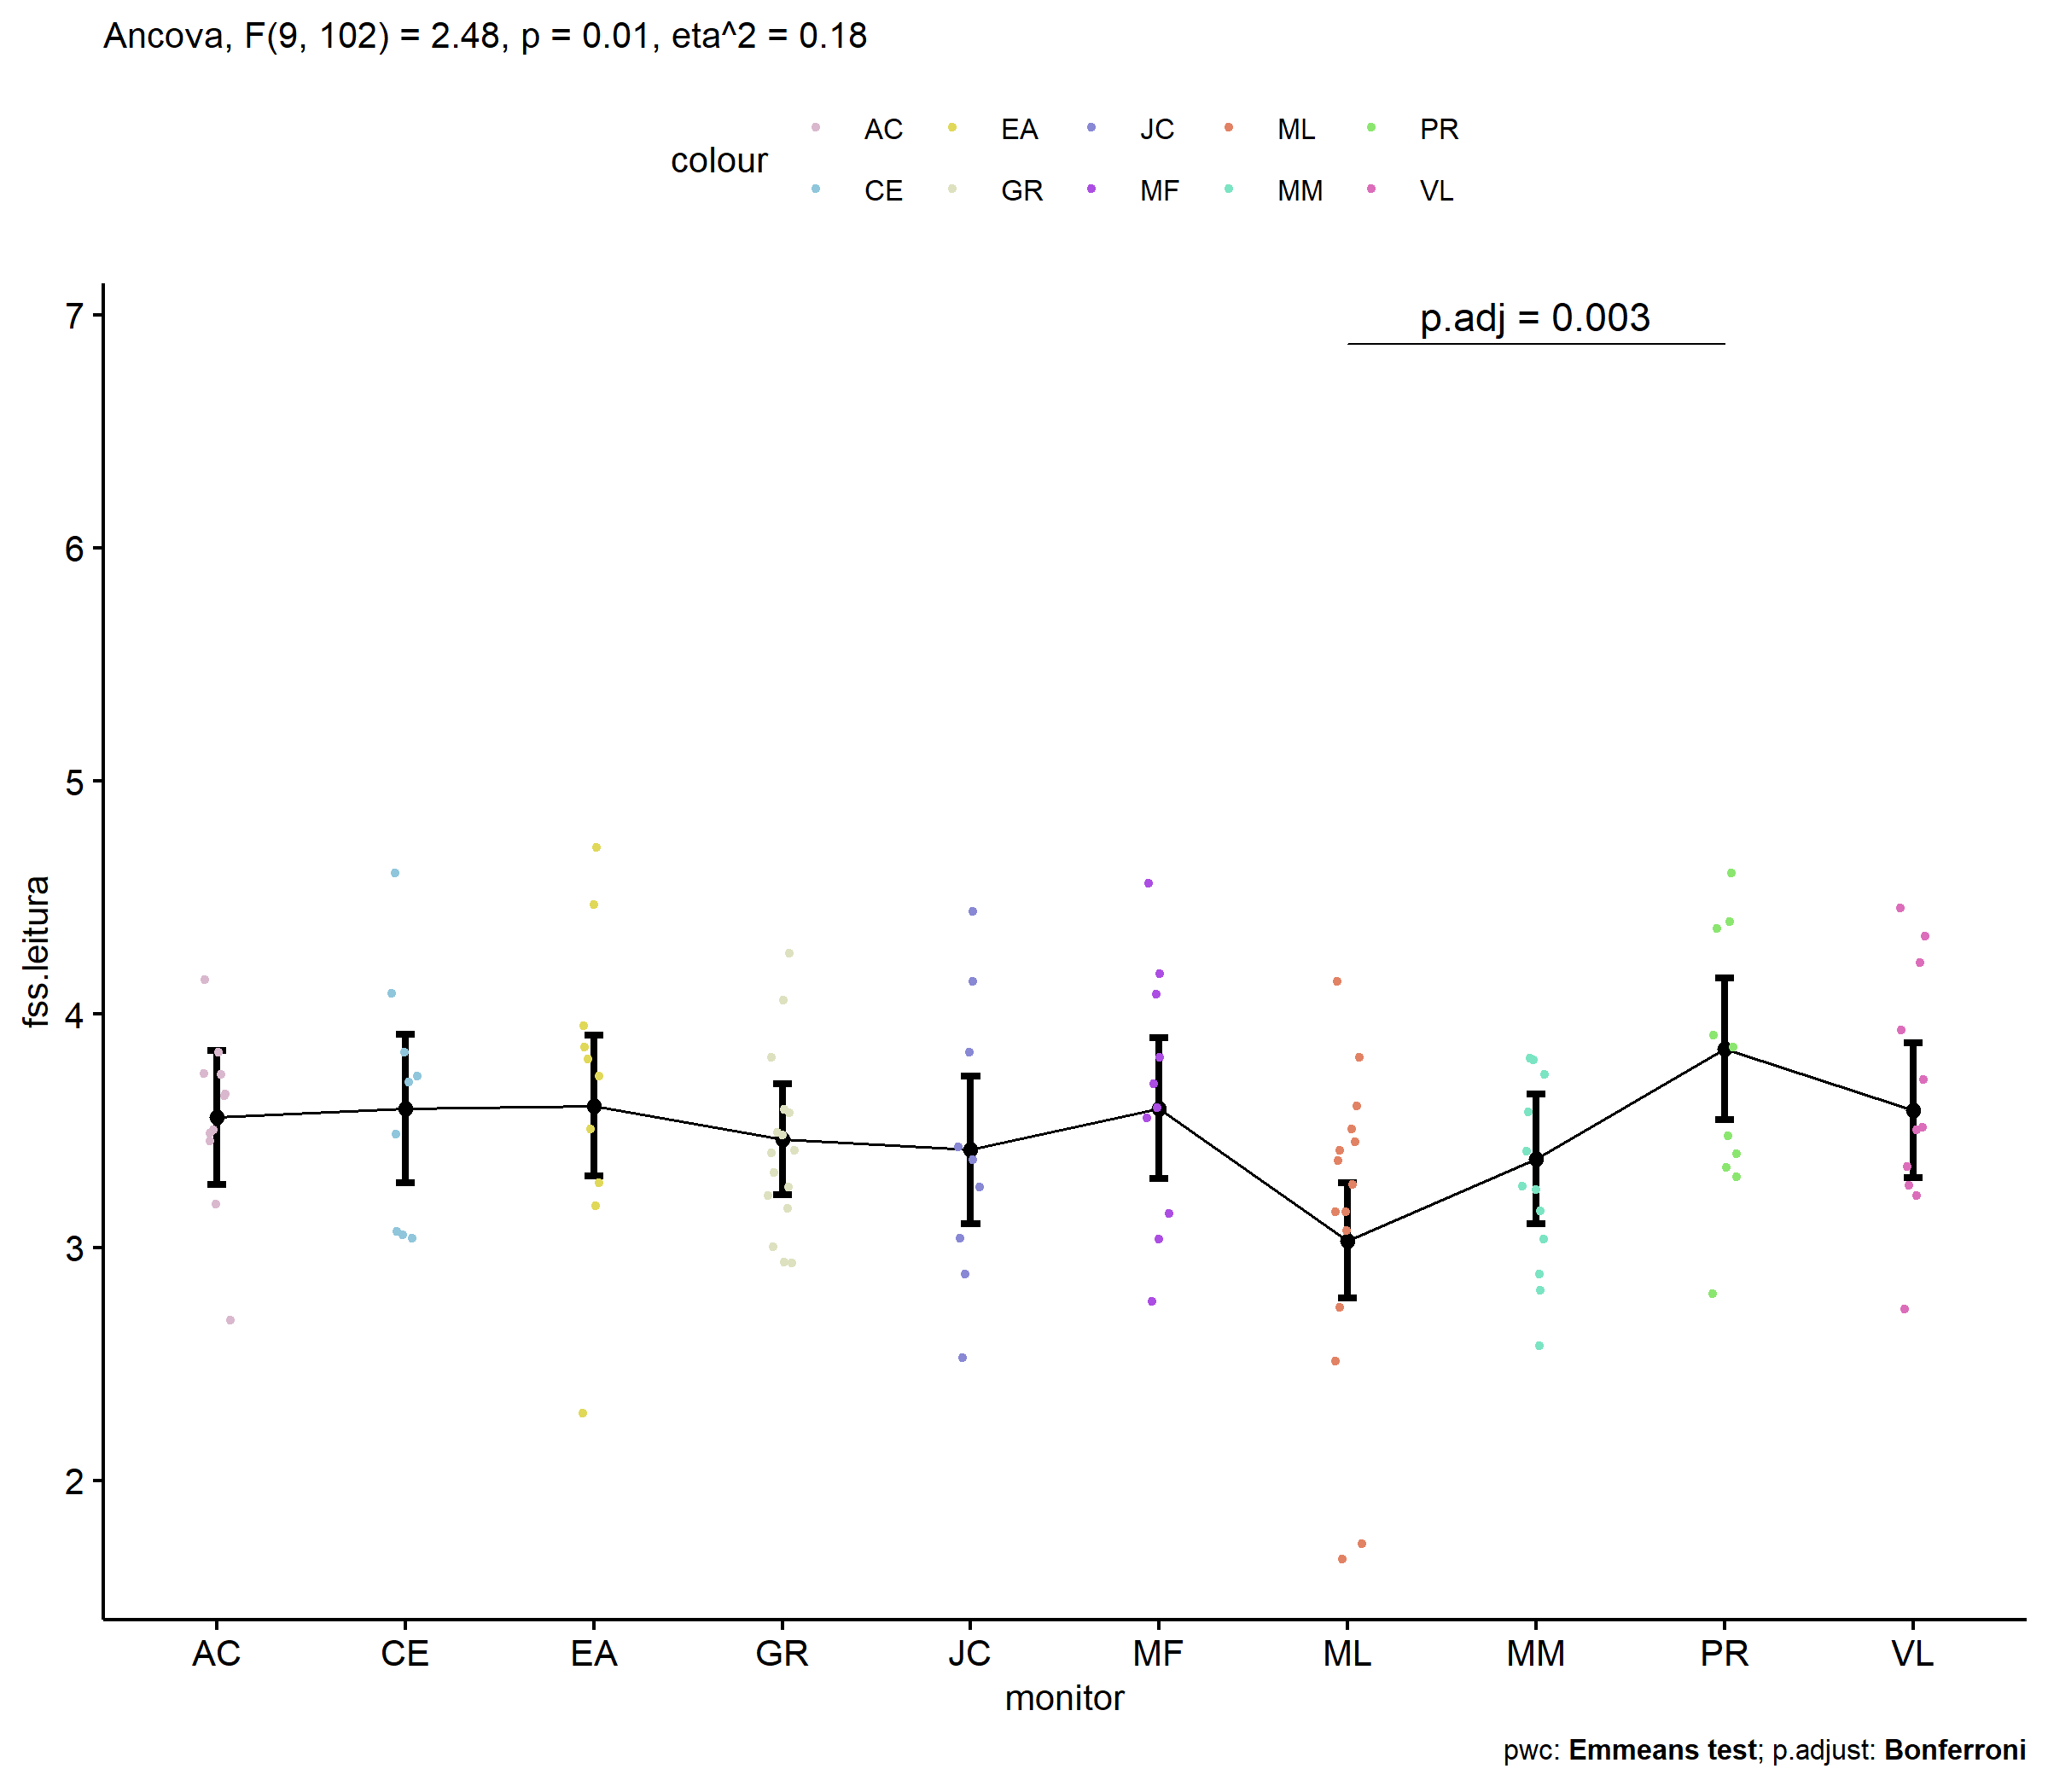 Ancova, F(9, 102) = 2.48, p = 0.01, eta^2 = 0.18
colour
AC EA JC ML PR
CE GR MF MM VL
p.adj = 0.003
7
6
5
4
3
2
fss.leitura
AC CE EA GR JC MF ML MM PR VL
monitor
pwc: Emmeans test; p.adjust: Bonferroni